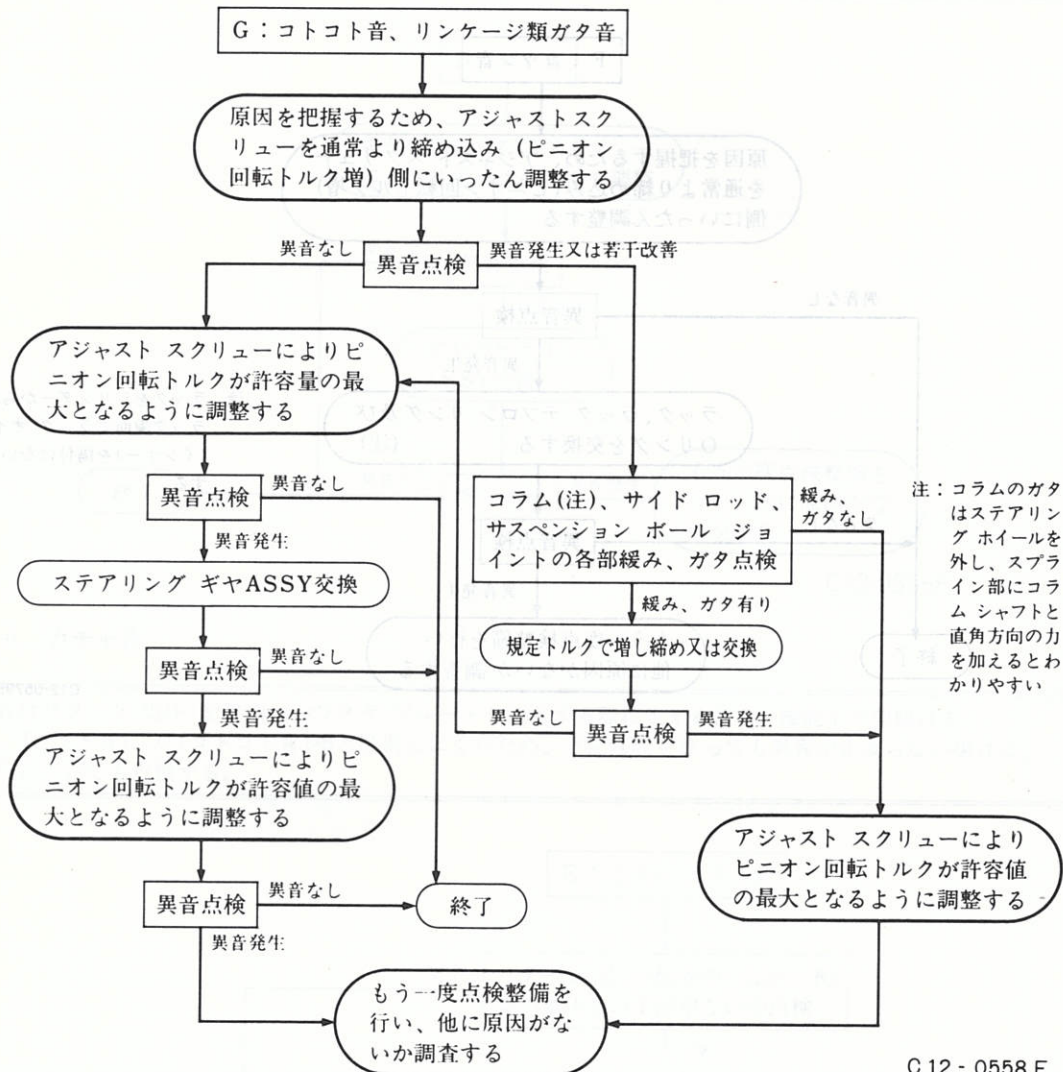 G：コトコト音、リンケージ類ガタ音
原因を把握するため、アジャストスク
リューを通常より締め込み（ピニオン
回転トルク増）側にいったん調整する
異音なし
異音点検
異音発生又は若干改善
アジャスト スクリューによりピ
ニオン回転トルクが許容量の最
大となるように調整する
異音点検
異音なし
異音発生
ステアリング ギヤASSY交換
異音点検
異音なし
異音発生
アジャスト スクリューによりピ
ニオン回転トルクが許容値の最
大となるように調整する
異音点検
異音なし
異音発生
終了
コラム(注)、サイド ロッド、
サスペンション ボール ジョ
イントの各部緩み、ガタ点検
緩み、
ガタなし
緩み、ガタ有り
規定トルクで増し締め又は交換
異音なし
異音点検
異音発生
注：コラムのガタ
はステアリン
グ ホイールを
外し、スプラ
イン部にコラ
ム シャフトと
直角方向の力
を加えるとわ
かりやすい
アジャスト スクリューにより
ピニオン回転トルクが許容値
の最大となるように調整する
もう一度点検整備を
行い、他に原因がな
いか調査する
C12-0558E